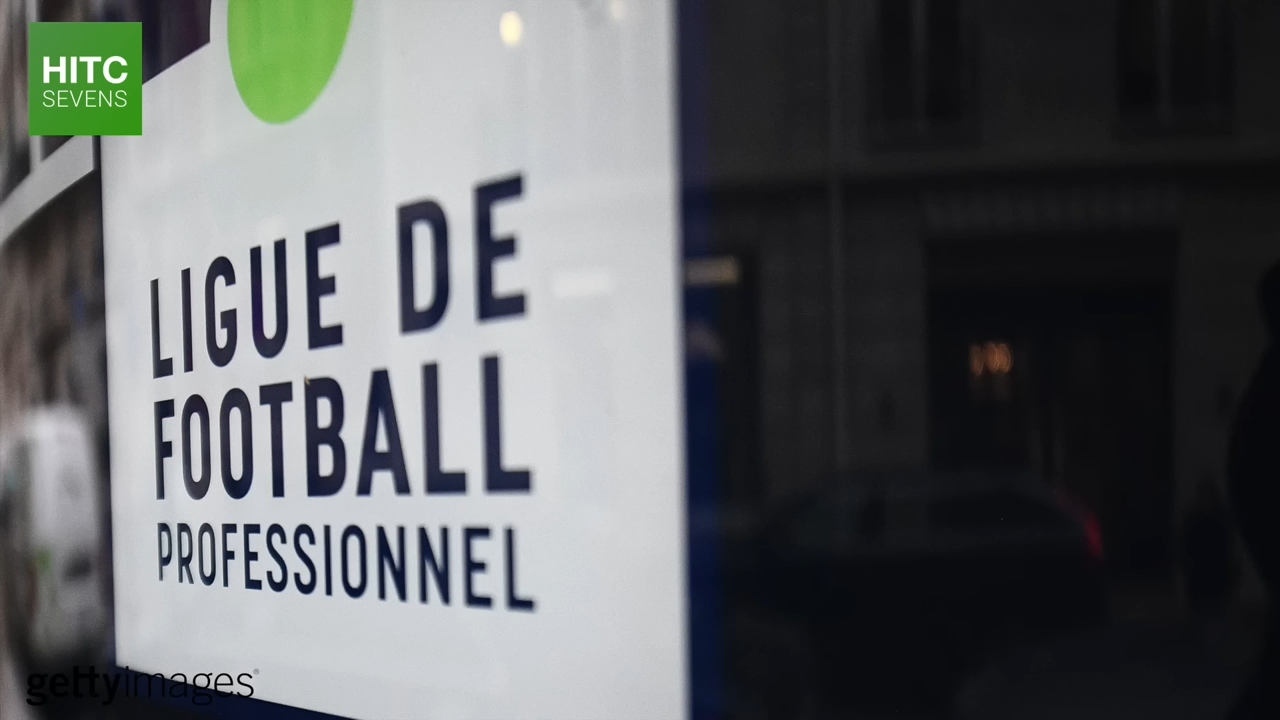 HITC
SEVENS
LIGUE DE
FOOTBALL
PROFESSIONNEL
gettyimages®